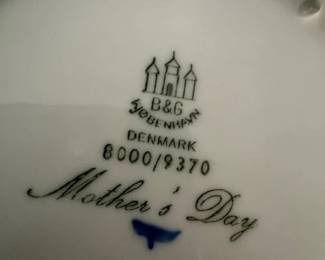 B&G
KJØBENHAVN
DENMARK
8000/9370
Mother's Day